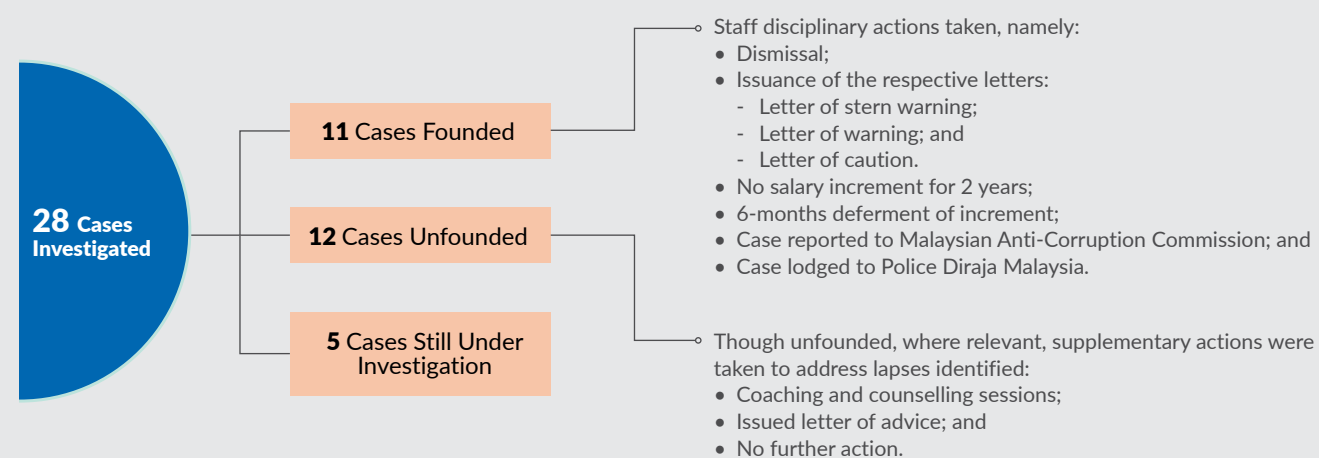 28 Cases
Investigated
11 Cases Founded
Staff disciplinary actions taken, namely:
• Dismissal;
• Issuance of the respective letters:
- Letter of stern warning;
- Letter of warning; and
- Letter of caution.
• No salary increment for 2 years;
• 6-months deferment of increment;
• Case reported to Malaysian Anti-Corruption Commission; and
• Case lodged to Police Diraja Malaysia.
12 Cases Unfounded
Though unfounded, where relevant, supplementary actions were
taken to address lapses identified:
• Coaching and counselling sessions;
• Issued letter of advice; and
• No further action.
5 Cases Still Under
Investigation